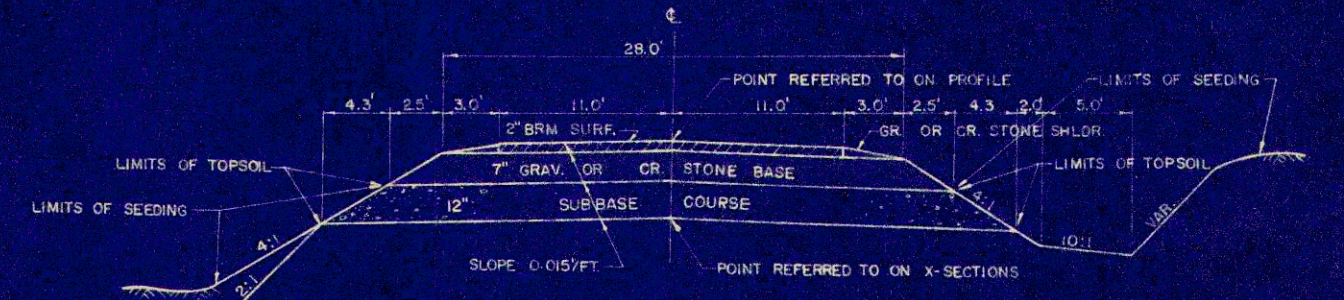 ℄
28.0'
POINT REFERRED TO ON PROFILE
LIMITS OF SEEDING
4.3' 2.5' 3.0' 11.0' 11.0' 3.0' 2.5' 4.3 2.0' 5.0'
2" BRM SURF.
GR. OR CR. STONE SHLDR.
LIMITS OF TOPSOIL
7" GRAV. OR CR. STONE BASE
LIMITS OF TOPSOIL
LIMITS OF SEEDING
12" SUBBASE COURSE
4:1
VAR.
4:1
10:1
SLOPE 0.015'/FT.
POINT REFERRED TO ON X-SECTIONS
2:1